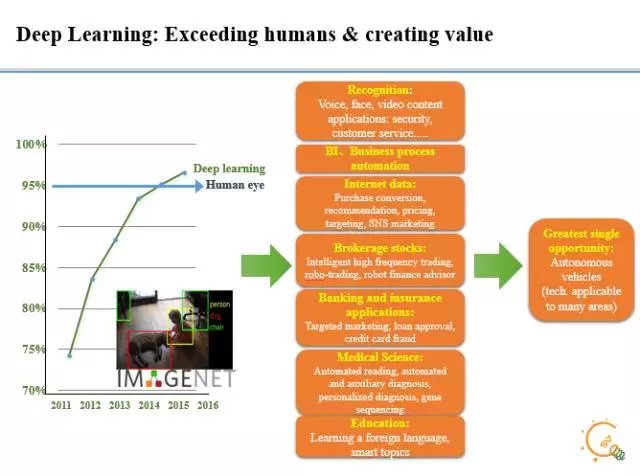 Deep Learning: Exceeding humans & creating value
100%
95%
90%
85%
80%
75%
70%
2011 2012 2013 2014 2015 2016
Deep learning
Human eye
person
dog
chair
IMAGENET
Recognition:
Voice, face, video content
applications: security,
customer service.....
BI、Business process
automation
Internet data:
Purchase conversion,
recommendation, pricing,
targeting, SNS marketing
Brokerage stocks:
Intelligent high frequency trading,
robo-trading, robot finance advisor
Banking and insurance
applications:
Targeted marketing, loan approval,
credit card fraud
Medical Science:
Automated reading, automated
and auxiliary diagnosis,
personalized diagnosis, gene
sequencing
Education:
Learning a foreign language,
smart topics
Greatest single
opportunity:
Autonomous
vehicles
(tech. applicable
to many areas)